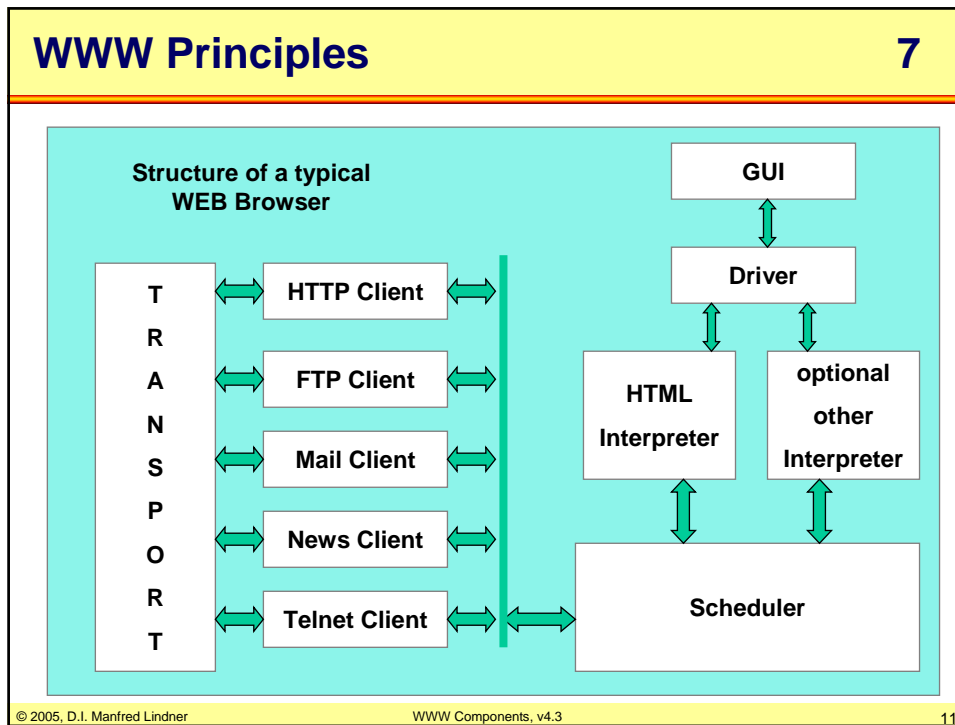 WWW Principles 7
Structure of a typical
WEB Browser
T
R
A
N
S
P
O
R
T
HTTP Client
FTP Client
Mail Client
News Client
Telnet Client
GUI
Driver
HTML
Interpreter
optional
other
Interpreter
Scheduler
© 2005, D.I. Manfred Lindner
WWW Components, v4.3
11